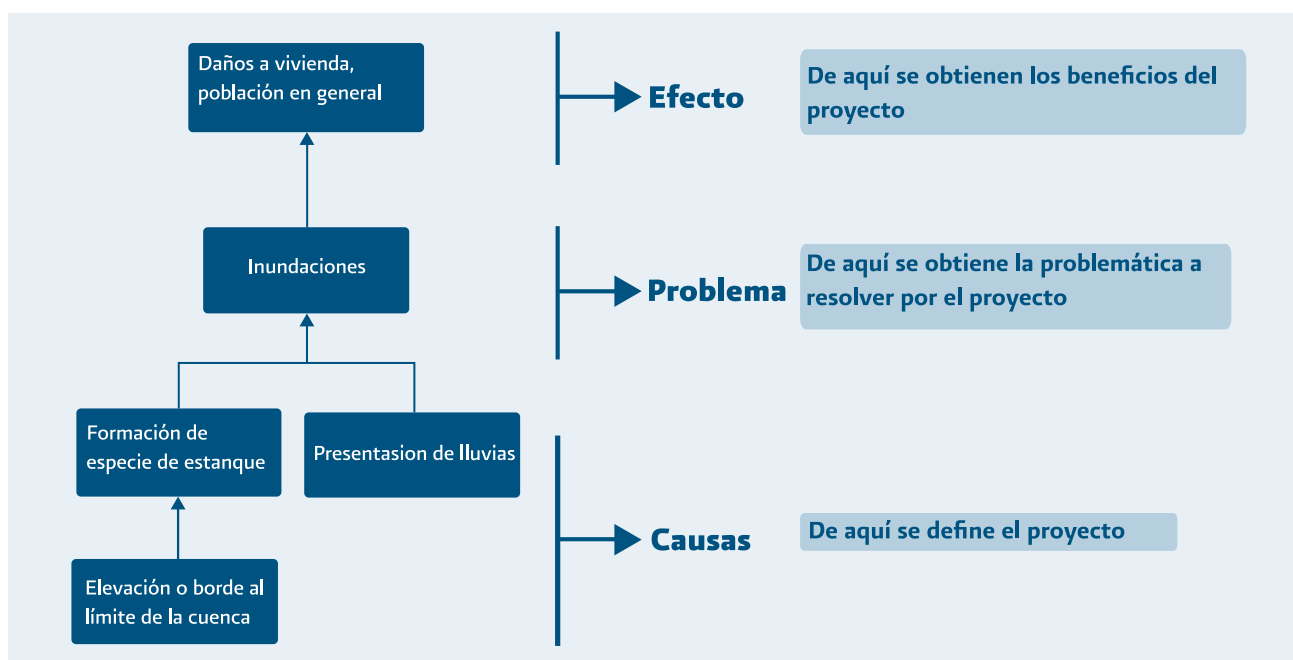 Daños a vivienda,
población en general
Efecto
De aquí se obtienen los beneficios del
proyecto
Inundaciones
Problema
De aquí se obtiene la problemática a
resolver por el proyecto
Formación de
especie de estanque
Presentasion de lluvias
Causas
De aquí se define el proyecto
Elevación o borde al
límite de la cuenca